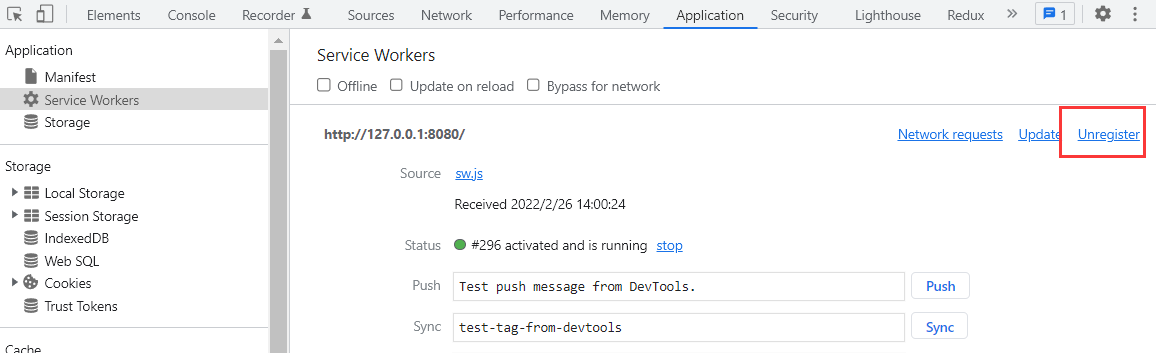 Elements Console Recorder Sources Network Performance Memory Application Security Lighthouse Redux 1
Application
Manifest
Service Workers
Storage
Storage
Local Storage
Session Storage
IndexedDB
Web SQL
Cookies
Trust Tokens
Cache
Service Workers
Offline Update on reload Bypass for network
http://127.0.0.1:8080/ Network requests Update Unregister
Source sw.js
Received 2022/2/26 14:00:24
Status #296 activated and is running stop
Push Test push message from DevTools. Push
Sync test-tag-from-devtools Sync